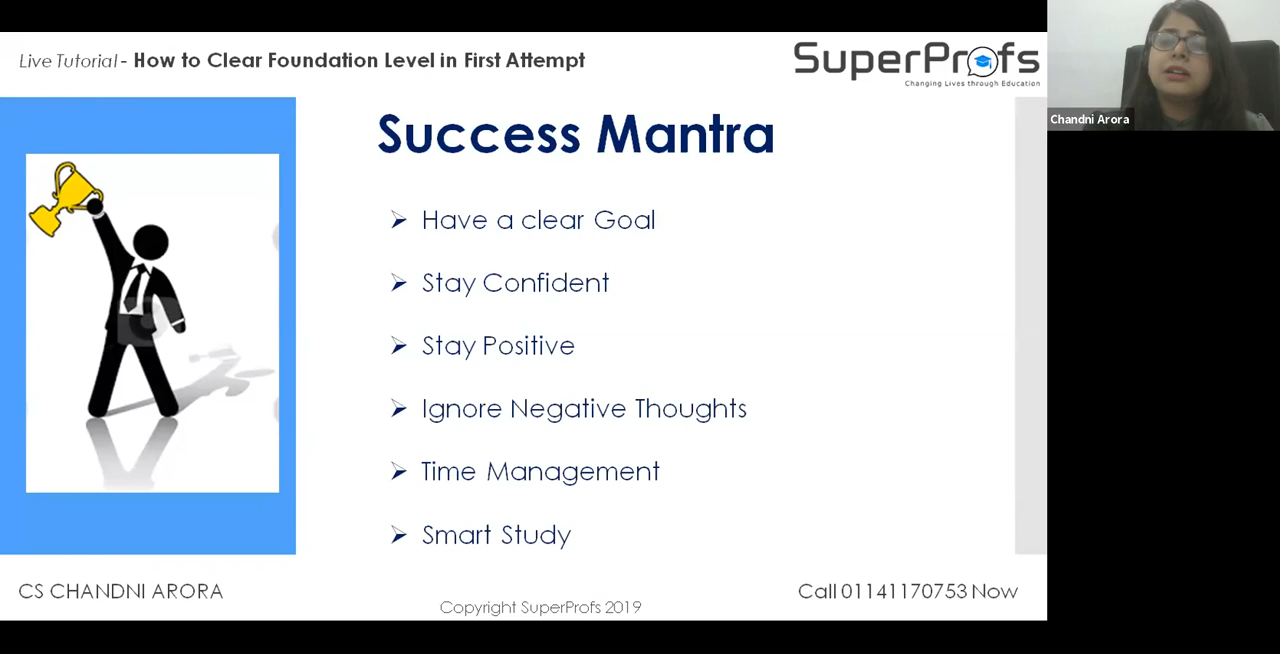 Live Tutorial - How to Clear Foundation Level in First Attempt
SuperProfs
Changing Lives through Education
Chandni Arora
Success Mantra
➢ Have a clear Goal
➢ Stay Confident
➢ Stay Positive
➢ Ignore Negative Thoughts
➢ Time Management
➢ Smart Study
CS CHANDNI ARORA
Copyright SuperProfs 2019
Call 01141170753 Now